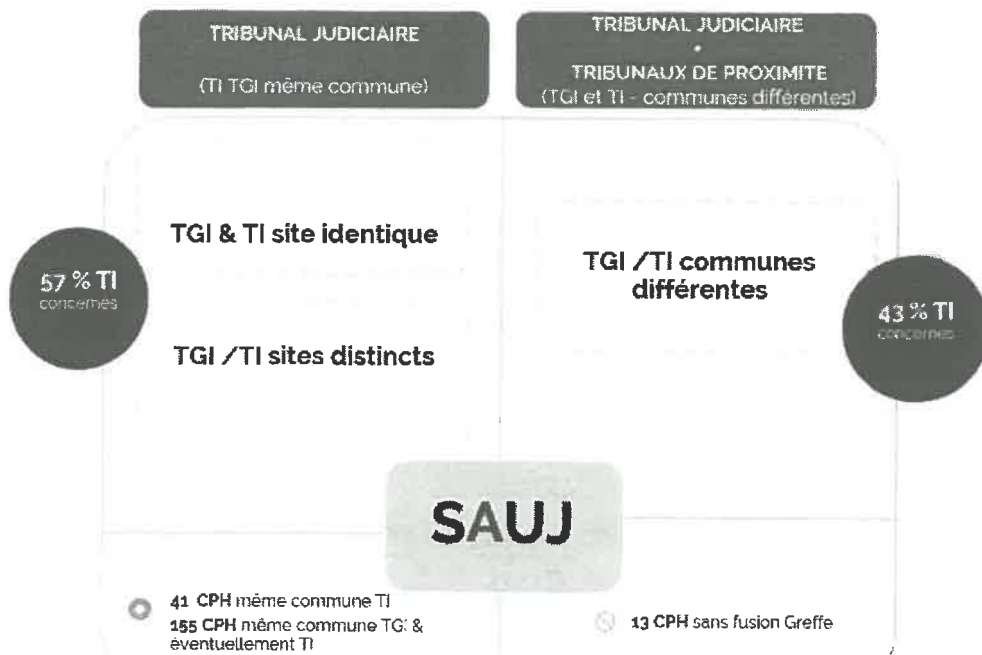 TRIBUNAL JUDICIAIRE
(TI TGI même commune)
TRIBUNAL JUDICIAIRE
•
TRIBUNAUX DE PROXIMITE
(TGI et TI - communes différentes)
57 % TI
concernés
TGI & TI site identique
TGI /TI sites distincts
TGI /TI communes
différentes
43 % TI
concernés
SAUJ
41 CPH même commune TI
155 CPH même commune TGI &
éventuellement TI
13 CPH sans fusion Greffe